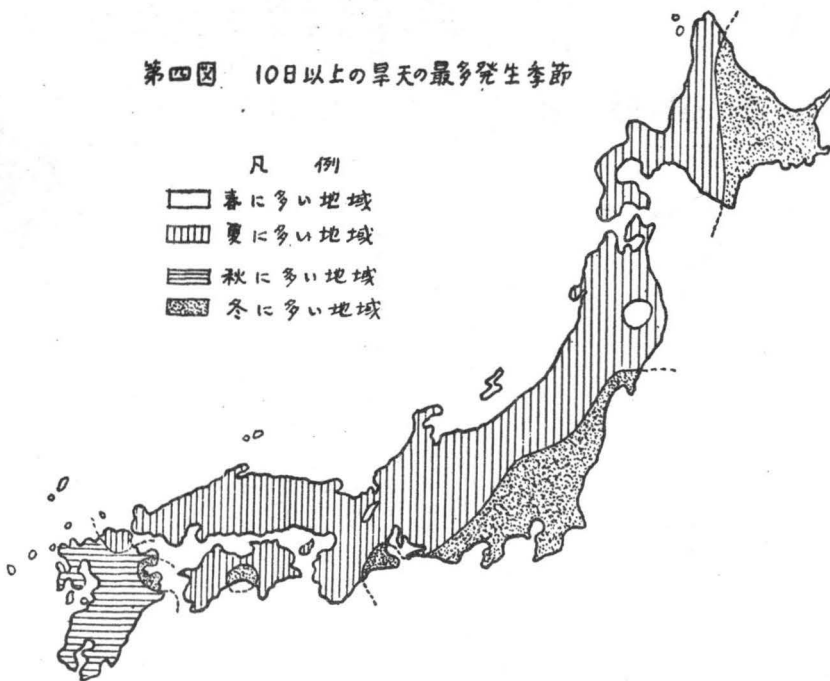 第四図 10日以上の旱天の最多発生季節
凡 例
春に多い地域
夏に多い地域
秋に多い地域
冬に多い地域